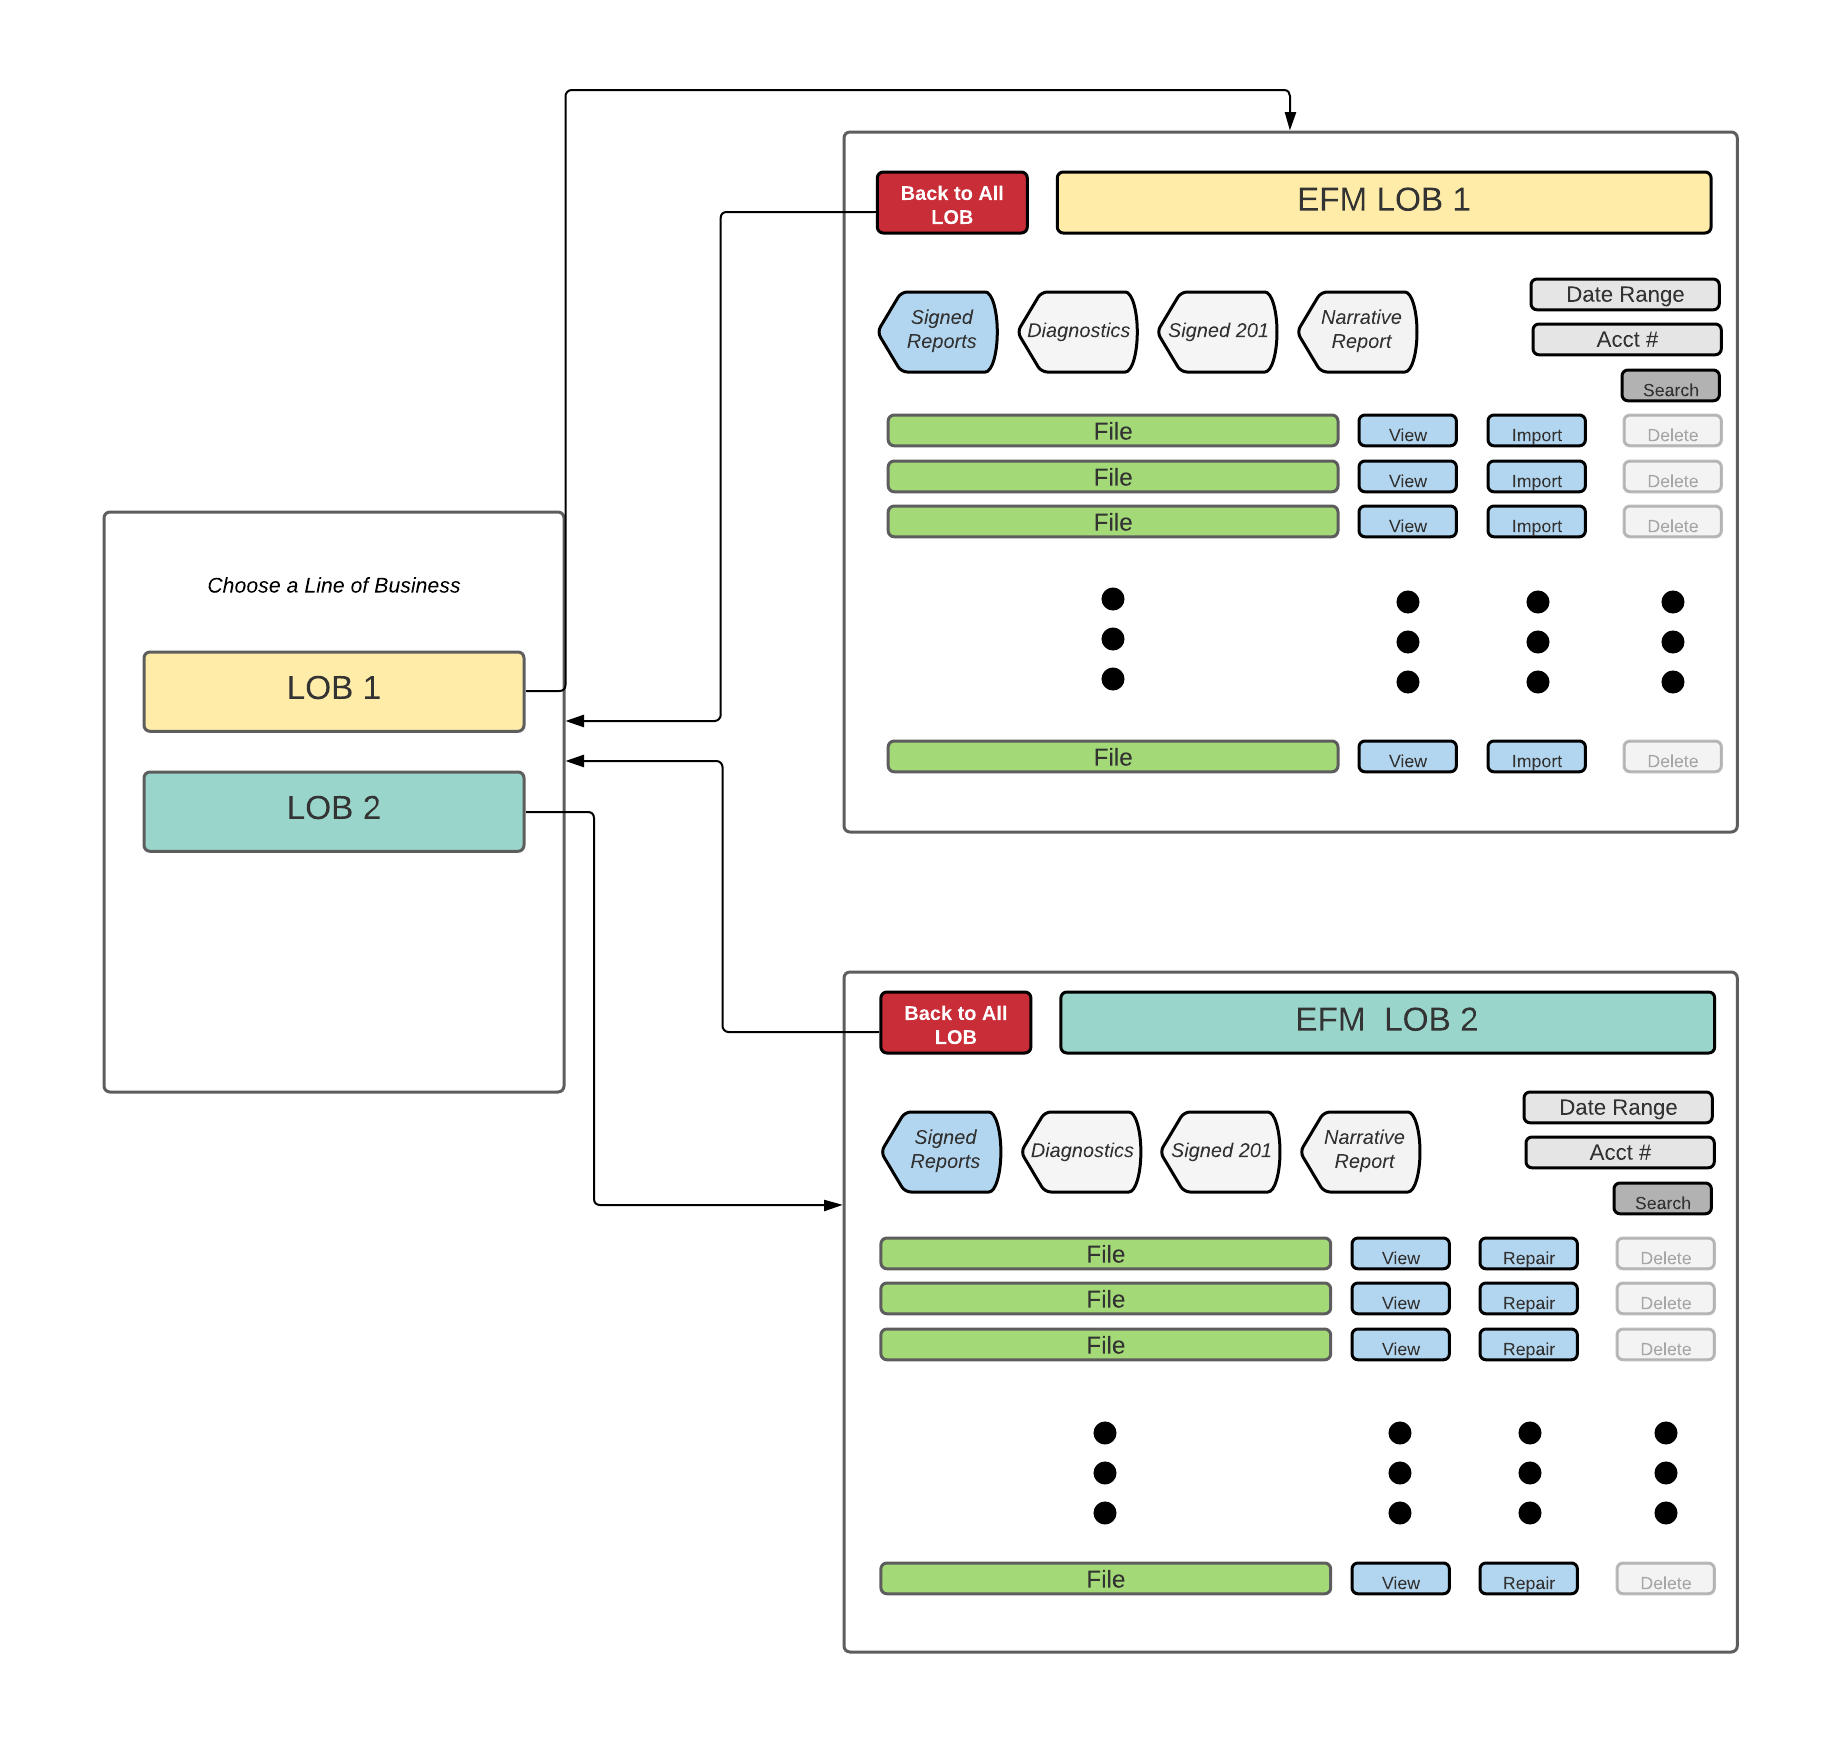 Choose a Line of Business
LOB 1
LOB 2
Back to All
LOB
EFM LOB 1
Signed
Reports
Diagnostics
Signed 201
Narrative
Report
Date Range
Acct #
Search
File View Import Delete
File View Import Delete
File View Import Delete
File View Import Delete
Back to All
LOB
EFM  LOB 2
Signed
Reports
Diagnostics
Signed 201
Narrative
Report
Date Range
Acct #
Search
File View Repair Delete
File View Repair Delete
File View Repair Delete
File View Repair Delete